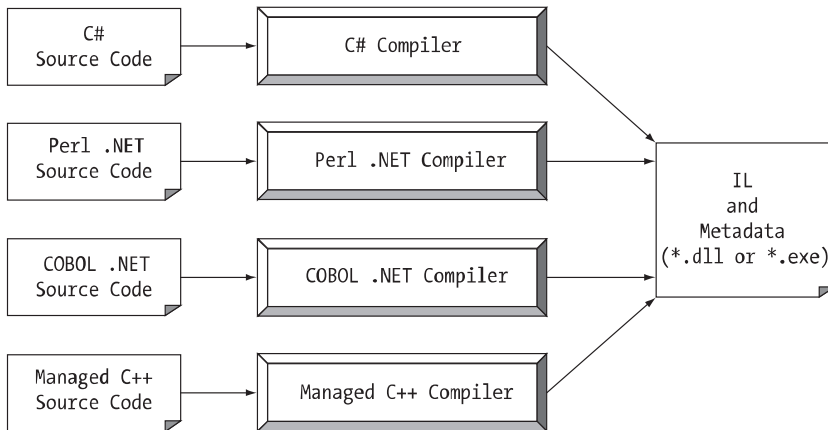 C#
Source Code
C# Compiler
Perl .NET
Source Code
Perl .NET Compiler
COBOL .NET
Source Code
COBOL .NET Compiler
Managed C++
Source Code
Managed C++ Compiler
IL
and
Metadata
(*.dll or *.exe)